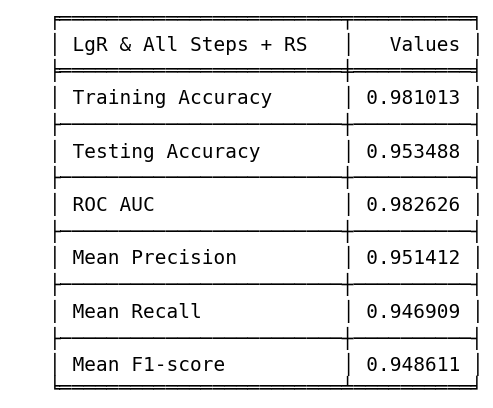 LgR & All Steps + RS Values
Training Accuracy 0.981013
Testing Accuracy 0.953488
ROC AUC 0.982626
Mean Precision 0.951412
Mean Recall 0.946909
Mean F1-score 0.948611